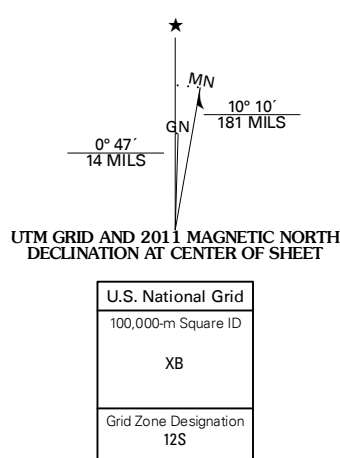 ★
MN
10° 10´
181 MILS
GN
0° 47´
14 MILS
UTM GRID AND 2011 MAGNETIC NORTH
DECLINATION AT CENTER OF SHEET
U.S. National Grid
100,000-m Square ID
XB
Grid Zone Designation
12S